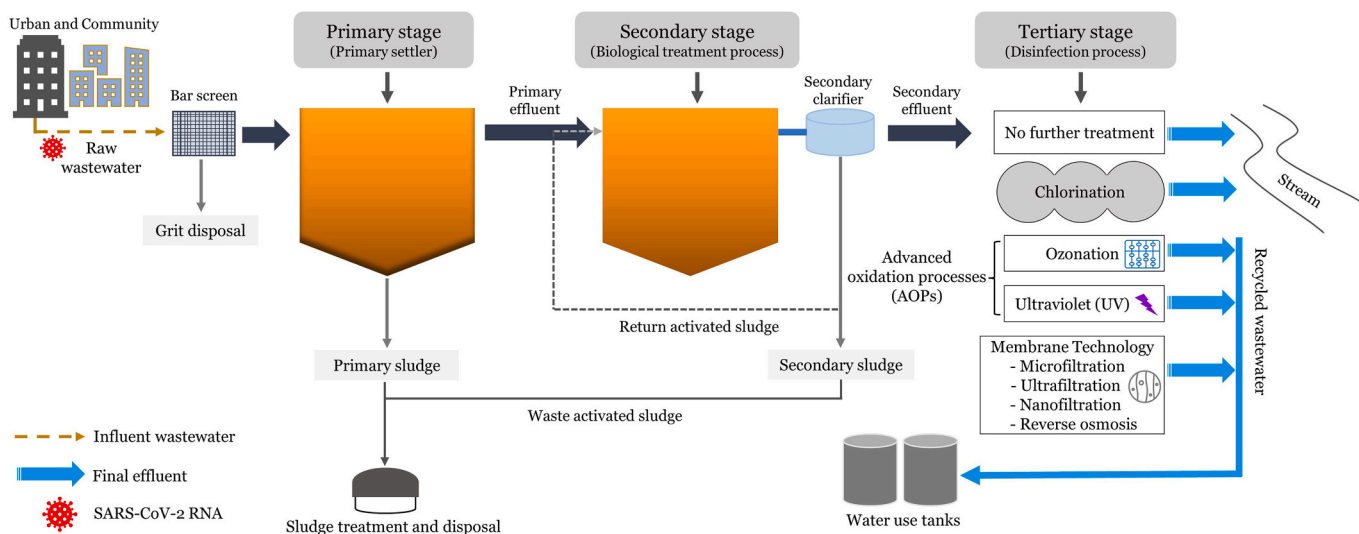 Urban and Community
Raw
wastewater
Bar screen
Grit disposal
Primary stage
(Primary settler)
Primary
effluent
Secondary stage
(Biological treatment process)
Secondary
clarifier
Secondary
effluent
Tertiary stage
(Disinfection process)
No further treatment
Chlorination
Stream
Advanced
oxidation processes
(AOPs)
Ozonation
Ultraviolet (UV)
Membrane Technology
- Microfiltration
- Ultrafiltration
- Nanofiltration
- Reverse osmosis
Recycled wastewater
Return activated sludge
Primary sludge
Secondary sludge
Waste activated sludge
Influent wastewater
Final effluent
SARS-CoV-2 RNA
Sludge treatment and disposal
Water use tanks